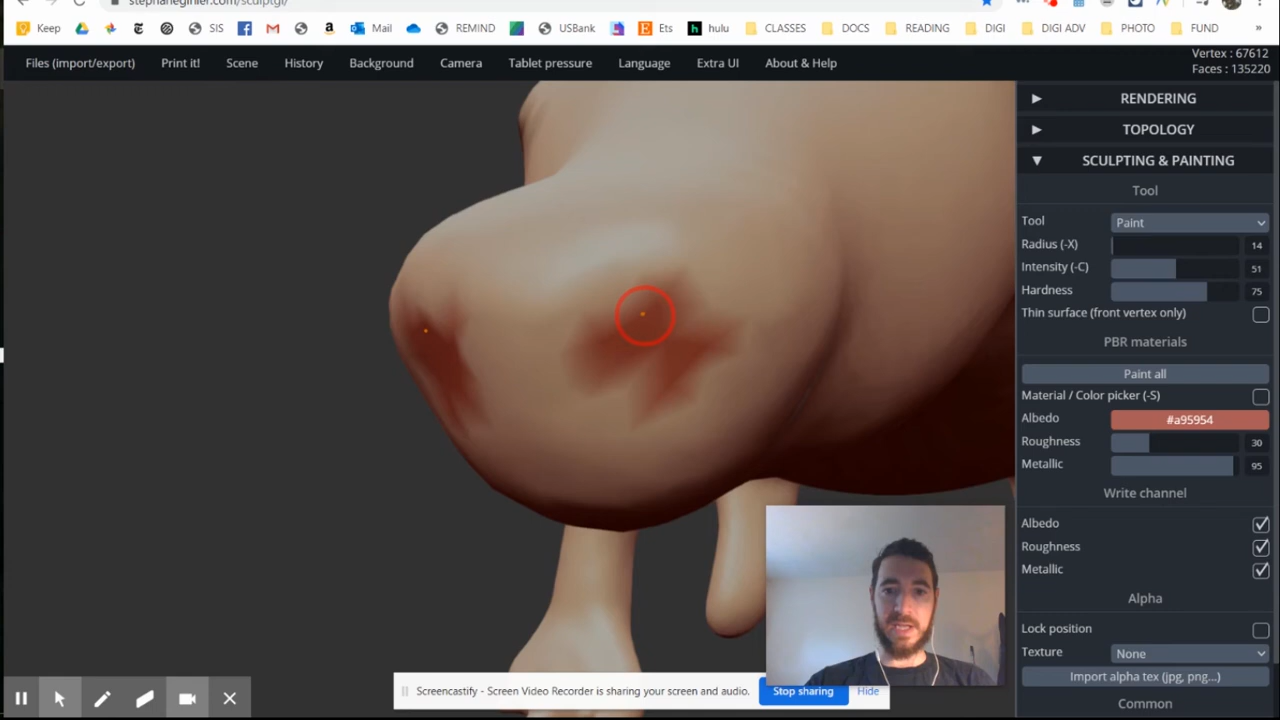 stephaneginier.com/sculptgl/
Keep SIS REMIND USBank Ets hulu CLASSES DOCS READING DIGI DIGI ADV PHOTO FUND »
Mail
Files (import/export) Print it! Scene History Background Camera Tablet pressure Language Extra UI About & Help
Vertex : 67612
Faces : 135220
RENDERING
TOPOLOGY
SCULPTING & PAINTING
Tool
Tool Paint
Radius (-X) 14
Intensity (-C) 51
Hardness 75
Thin surface (front vertex only)
PBR materials
Paint all
Material / Color picker (-S)
Albedo #a95954
Roughness 30
Metallic 95
Write channel
Albedo
Roughness
Metallic
Alpha
Lock position
Texture None
Import alpha tex (jpg, png...)
Common
Screencastify - Screen Video Recorder is sharing your screen and audio. Stop sharing Hide